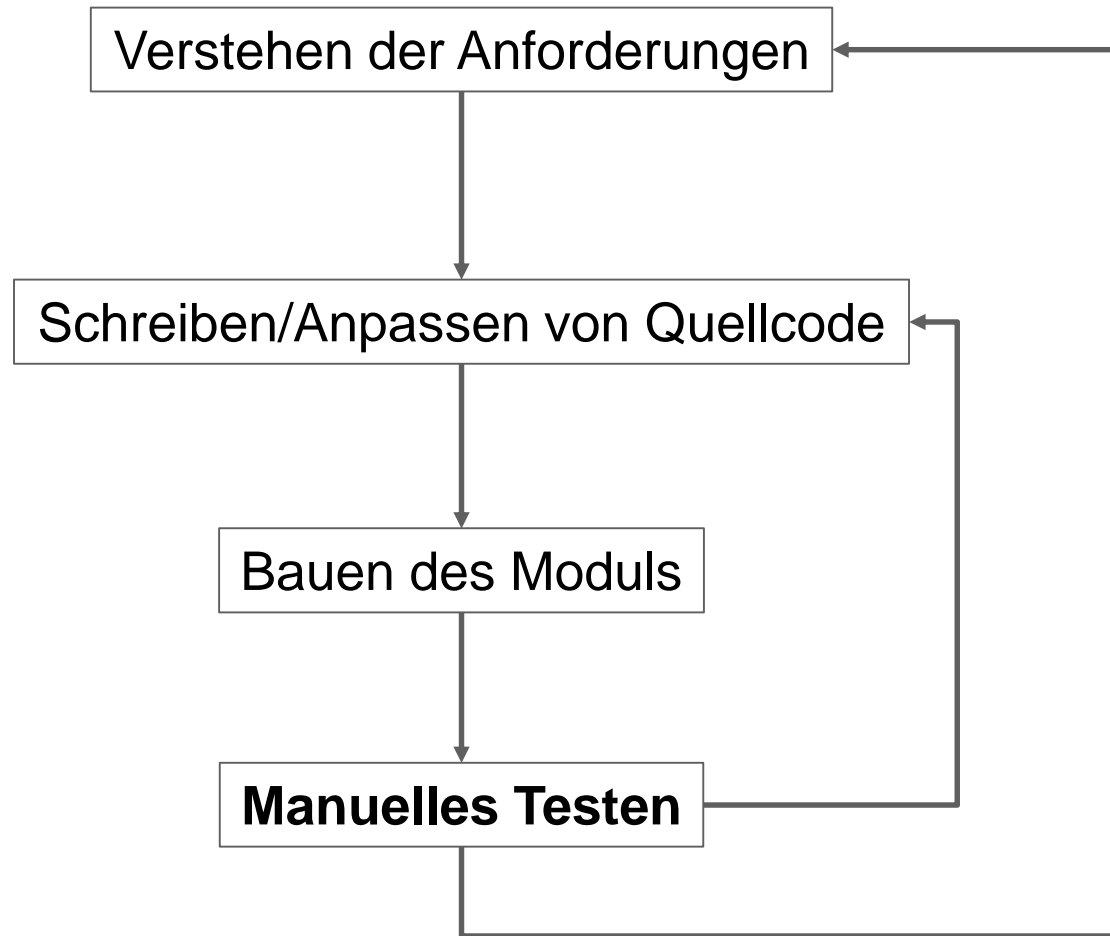 Verstehen der Anforderungen
Schreiben/Anpassen von Quellcode
Bauen des Moduls
Manuelles Testen